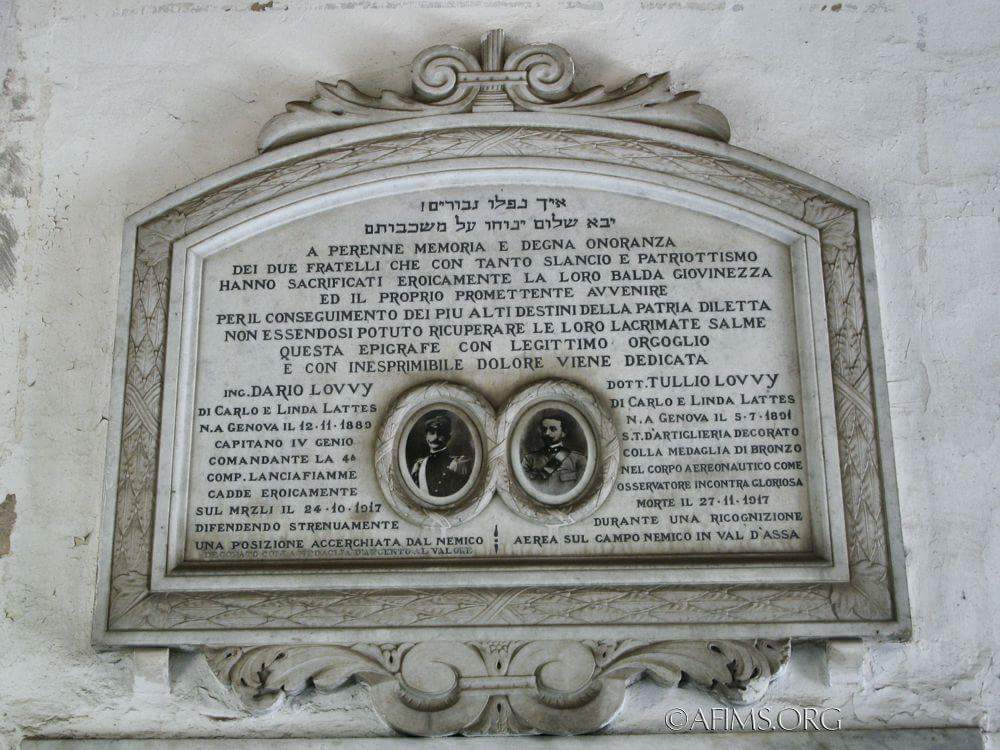 איך נפלו גבורים!
יבא שלום ינוחו על משכבותם
A PERENNE MEMORIA E DEGNA ONORANZA
DEI DUE FRATELLI CHE CON TANTO SLANCIO E PATRIOTTISMO
HANNO SACRIFICATI EROICAMENTE LA LORO BALDA GIOVINEZZA
ED IL PROPRIO PROMETTENTE AVVENIRE
PER IL CONSEGUIMENTO DEI PIU ALTI DESTINI DELLA PATRIA DILETTA
NON ESSENDOSI POTUTO RICUPERARE LE LORO LACRIMATE SALME
QUESTA EPIGRAFE CON LEGITTIMO ORGOGLIO
E CON INESPRIMIBILE DOLORE VIENE DEDICATA
ING. DARIO LOVVY
DI CARLO E LINDA LATTES
N. A GENOVA IL 12·11·1889
CAPITANO IV GENIO
COMANDANTE LA 4ª
COMP. LANCIAFIAMME
CADDE EROICAMENTE
SUL MRZLI IL 24·10·1917
DIFENDENDO STRENUAMENTE
UNA POSIZIONE ACCERCHIATA DAL NEMICO
DECORATO COLLA MEDAGLIA D'ARGENTO AL VALORE
DOTT. TULLIO LOVVY
DI CARLO E LINDA LATTES
N. A GENOVA IL 5·7·1891
S.T. D'ARTIGLIERIA DECORATO
COLLA MEDAGLIA DI BRONZO
NEL CORPO AEREONAUTICO COME
OSSERVATORE INCONTRA GLORIOSA
MORTE IL 27·11·1917
DURANTE UNA RICOGNIZIONE
AEREA SUL CAMPO NEMICO IN VAL D'ASSA
©AFIMS.ORG